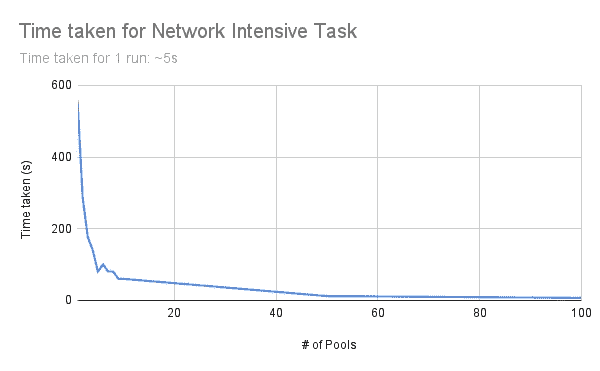 Time taken for Network Intensive Task
Time taken for 1 run: ~5s
600
400
200
0
Time taken (s)
20
40
60
80
100
# of Pools